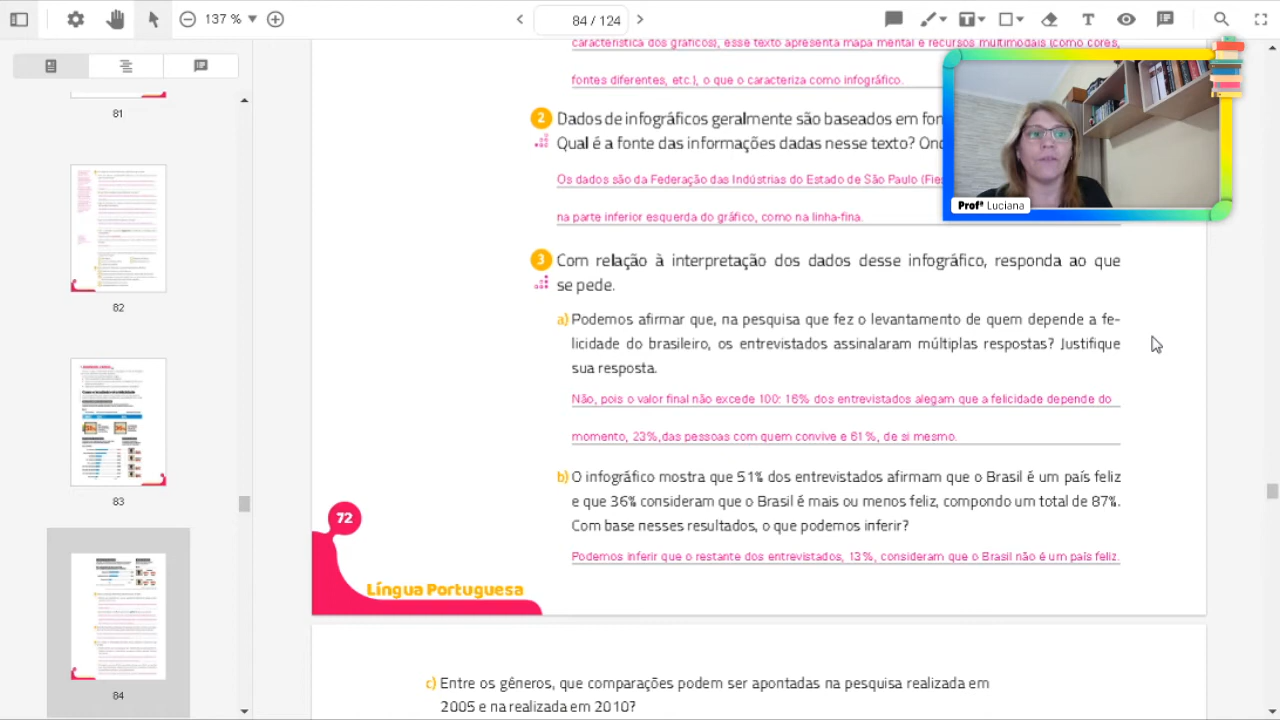 137 %
84 / 124
81
82
83
84
característica dos gráficos), esse texto apresenta mapa mental e recursos multimodais (como cores,
fontes diferentes, etc.), o que o caracteriza como infográfico.
2 Dados de infográficos geralmente são baseados em
Qual é a fonte das informações dadas nesse texto?
Os dados são da Federação das Indústrias do Estado de São Paulo
na parte inferior esquerda do gráfico, como na linha-fina.
Profª Luciana
3 Com relação à interpretação dos dados desse infográfico, responda ao que
se pede.
a) Podemos afirmar que, na pesquisa que fez o levantamento de quem depende a fe-
licidade do brasileiro, os entrevistados assinalaram múltiplas respostas? Justifique
sua resposta.
Não, pois o valor final não excede 100: 16% dos entrevistados alegam que a felicidade depende do
momento, 23%,das pessoas com quem convive e 61%, de si mesmo.
b) O infográfico mostra que 51% dos entrevistados afirmam que o Brasil é um país feliz
e que 36% consideram que o Brasil é mais ou menos feliz, compondo um total de 87%.
Com base nesses resultados, o que podemos inferir?
Podemos inferir que o restante dos entrevistados, 13%, consideram que o Brasil não é um país feliz.
72
Língua Portuguesa
c) Entre os gêneros, que comparações podem ser apontadas na pesquisa realizada em
2005 e na realizada em 2010?